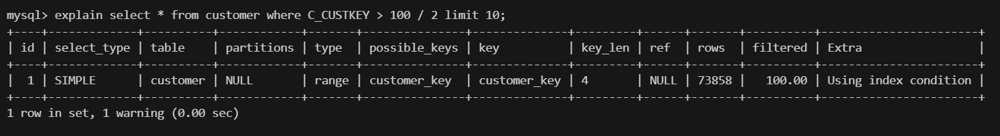 mysql> explain select * from customer where C_CUSTKEY > 100 / 2 limit 10;
+----+-------------+----------+------------+-------+---------------+--------------+---------+------+-------+----------+-----------------------+
| id | select_type | table    | partitions | type  | possible_keys | key          | key_len | ref  | rows  | filtered | Extra                 |
+----+-------------+----------+------------+-------+---------------+--------------+---------+------+-------+----------+-----------------------+
|  1 | SIMPLE      | customer | NULL       | range | customer_key  | customer_key | 4       | NULL | 73858 |   100.00 | Using index condition |
+----+-------------+----------+------------+-------+---------------+--------------+---------+------+-------+----------+-----------------------+
1 row in set, 1 warning (0.00 sec)